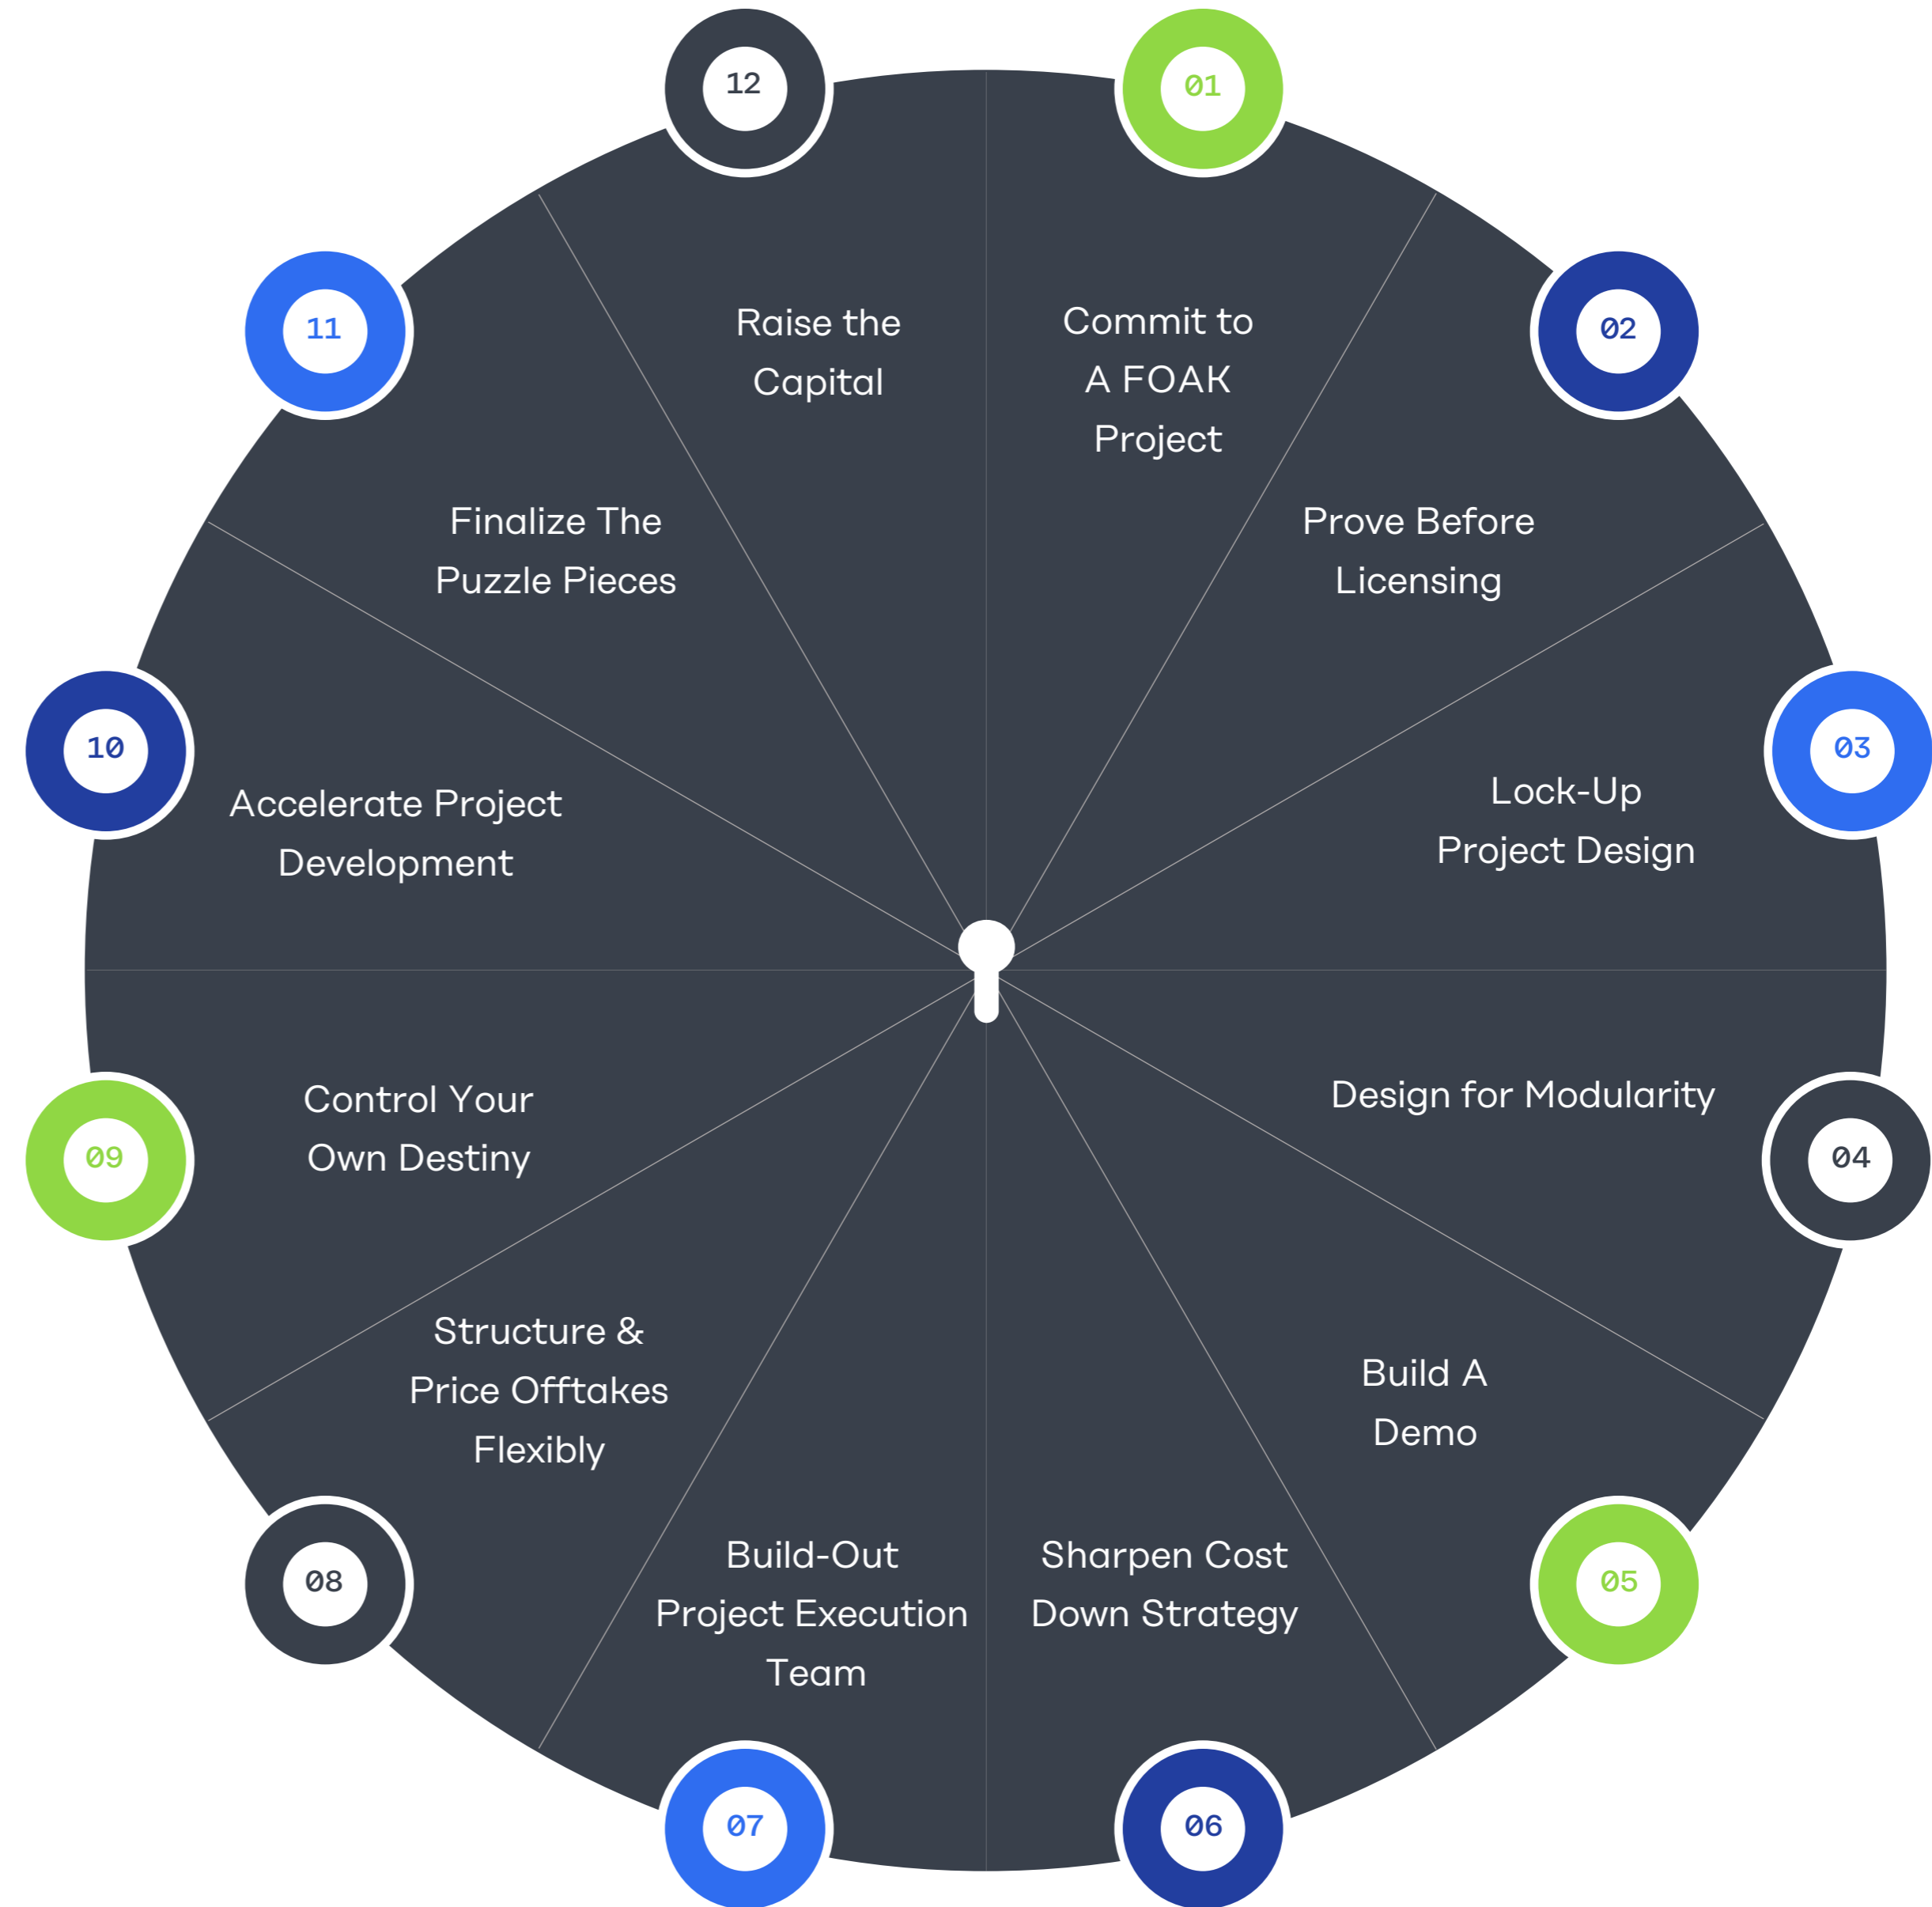 01
Commit to
A FOAK
Project
02
Prove Before
Licensing
03
Lock-Up
Project Design
04
Design for Modularity
05
Build A
Demo
06
Sharpen Cost
Down Strategy
07
Build-Out
Project Execution
Team
08
Structure &
Price Offtakes
Flexibly
09
Control Your
Own Destiny
10
Accelerate Project
Development
11
Finalize The
Puzzle Pieces
12
Raise the
Capital